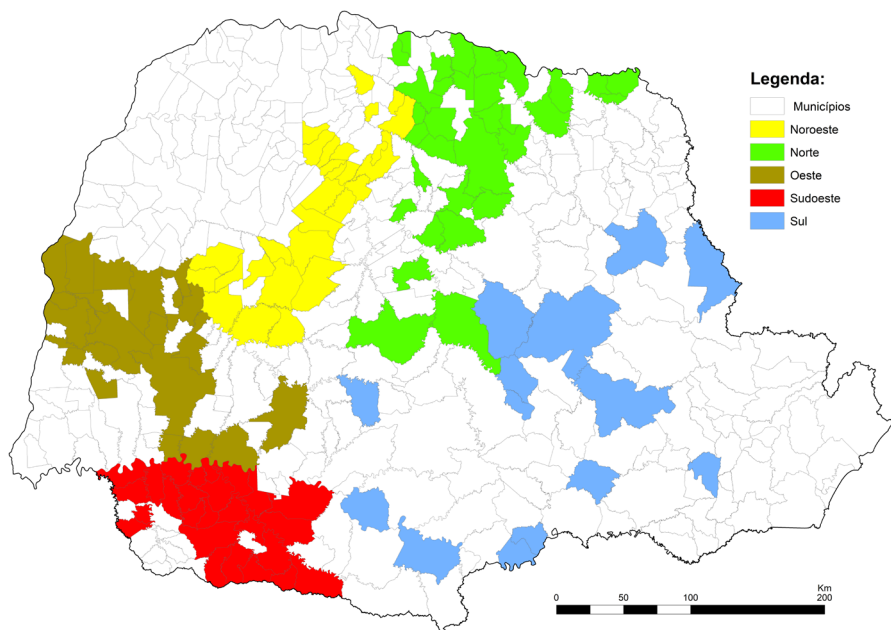 Legenda:
Municípios
Noroeste
Norte
Oeste
Sudoeste
Sul
Km
0 50 100 200